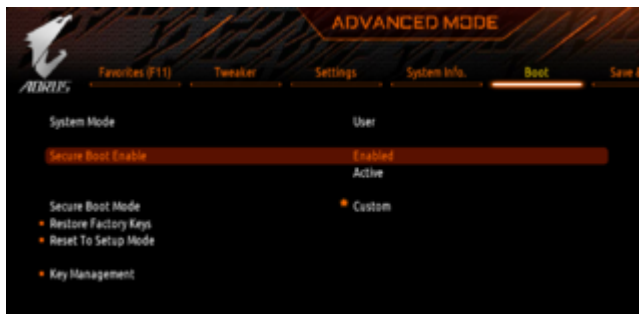 ADVANCED MODE
AORUS
Favorites (F11) Tweaker Settings System Info. Boot Save &
System Mode User
Secure Boot Enable Enabled
Active
Secure Boot Mode Custom
Restore Factory Keys
Reset To Setup Mode
Key Management